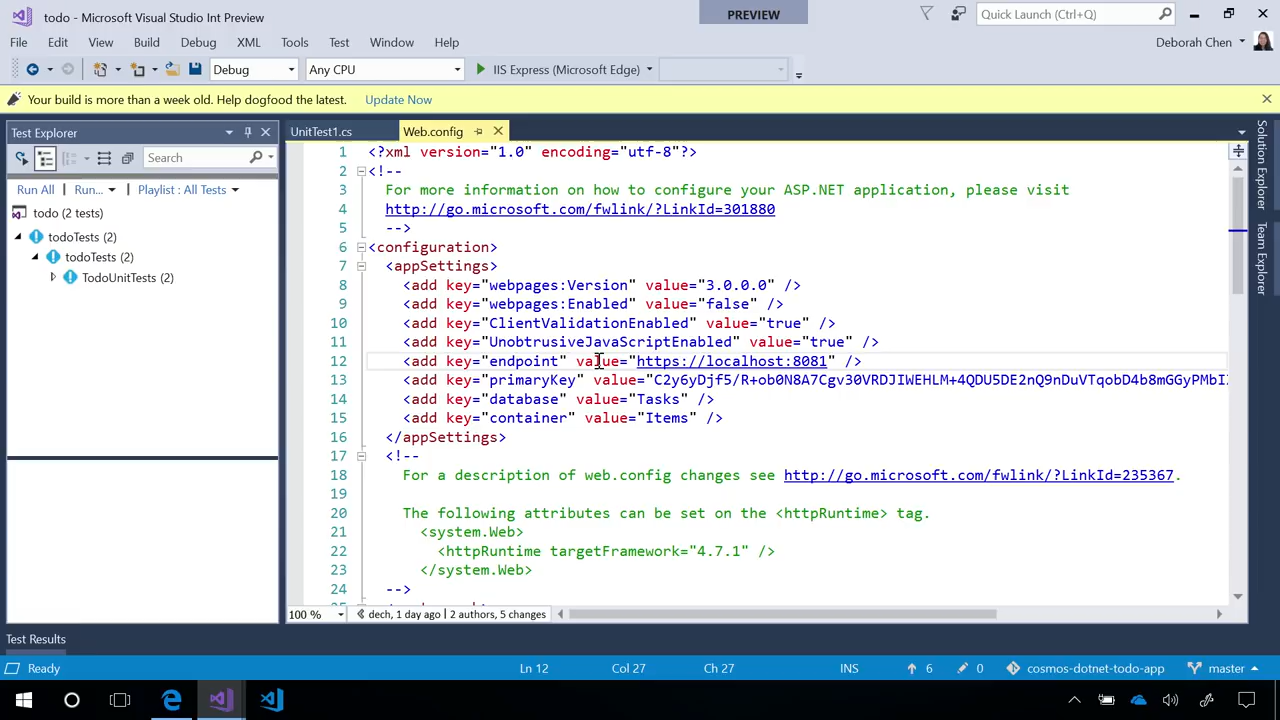 todo - Microsoft Visual Studio Int Preview
PREVIEW
Quick Launch (Ctrl+Q)
File Edit View Build Debug XML Tools Test Window Help
Deborah Chen
Debug Any CPU IIS Express (Microsoft Edge)
Your build is more than a week old. Help dogfood the latest. Update Now
Test Explorer
Search
Run All Run... Playlist : All Tests
todo (2 tests)
todoTests (2)
todoTests (2)
TodoUnitTests (2)
UnitTest1.cs Web.config
1 <?xml version="1.0" encoding="utf-8"?>
2 <!--
3 For more information on how to configure your ASP.NET application, please visit
4 http://go.microsoft.com/fwlink/?LinkId=301880
5 -->
6 <configuration>
7 <appSettings>
8 <add key="webpages:Version" value="3.0.0.0" />
9 <add key="webpages:Enabled" value="false" />
10 <add key="ClientValidationEnabled" value="true" />
11 <add key="UnobtrusiveJavaScriptEnabled" value="true" />
12 <add key="endpoint" value="https://localhost:8081" />
13 <add key="primaryKey" value="C2y6yDjf5/R+ob0N8A7Cgv30VRDJIWEHLM+4QDU5DE2nQ9nDuVTqobD4b8mGGyPMbI
14 <add key="database" value="Tasks" />
15 <add key="container" value="Items" />
16 </appSettings>
17 <!--
18 For a description of web.config changes see http://go.microsoft.com/fwlink/?LinkId=235367.
19
20 The following attributes can be set on the <httpRuntime> tag.
21 <system.Web>
22 <httpRuntime targetFramework="4.7.1" />
23 </system.Web>
24 -->
100 % dech, 1 day ago | 2 authors, 5 changes
Solution Explorer
Team Explorer
Test Results
Ready Ln 12 Col 27 Ch 27 INS 6 0 cosmos-dotnet-todo-app master